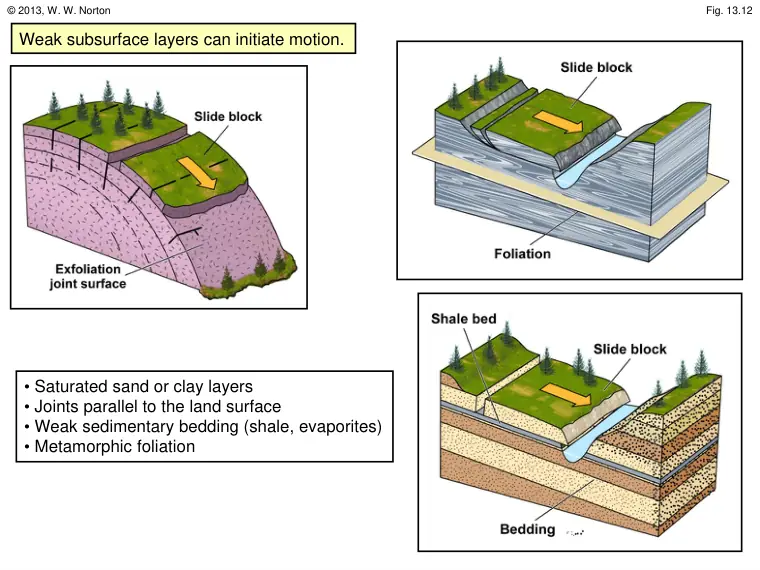 © 2013, W. W. Norton
Fig. 13.12
Weak subsurface layers can initiate motion.
Slide block
Exfoliation
joint surface
Slide block
Foliation
Shale bed
Slide block
Bedding
• Saturated sand or clay layers
• Joints parallel to the land surface
• Weak sedimentary bedding (shale, evaporites)
• Metamorphic foliation